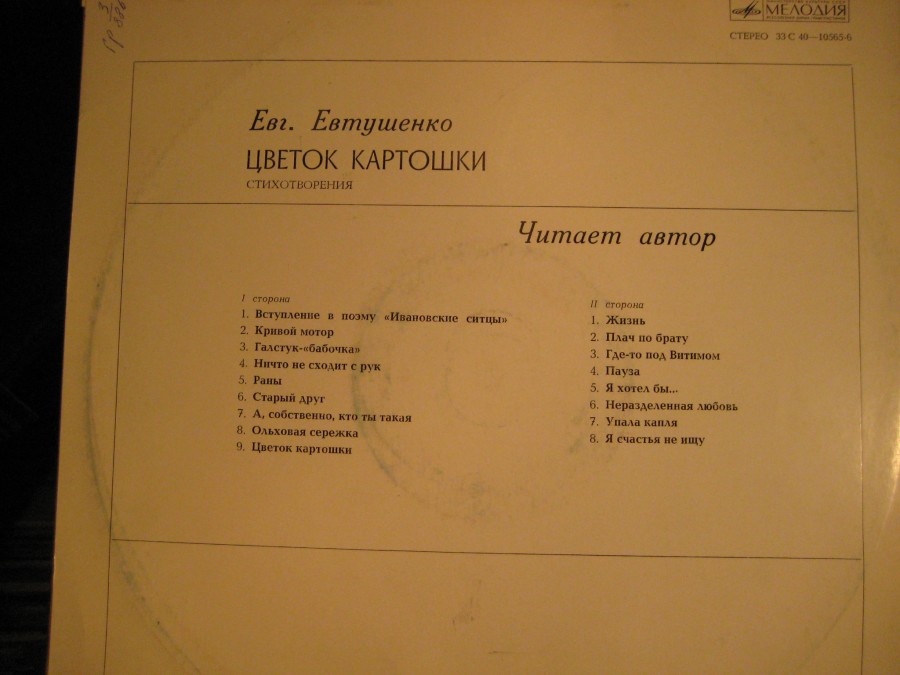 МЕЛОДИЯ
СТЕРЕО 33 С 40—10565-6
Евг. Евтушенко
ЦВЕТОК КАРТОШКИ
СТИХОТВОРЕНИЯ
Читает автор
I сторона
1. Вступление в поэму «Ивановские ситцы»
2. Кривой мотор
3. Галстук-«бабочка»
4. Ничто не сходит с рук
5. Раны
6. Старый друг
7. А, собственно, кто ты такая
8. Ольховая сережка
9. Цветок картошки
II сторона
1. Жизнь
2. Плач по брату
3. Где-то под Витимом
4. Пауза
5. Я хотел бы...
6. Неразделенная любовь
7. Упала капля
8. Я счастья не ищу